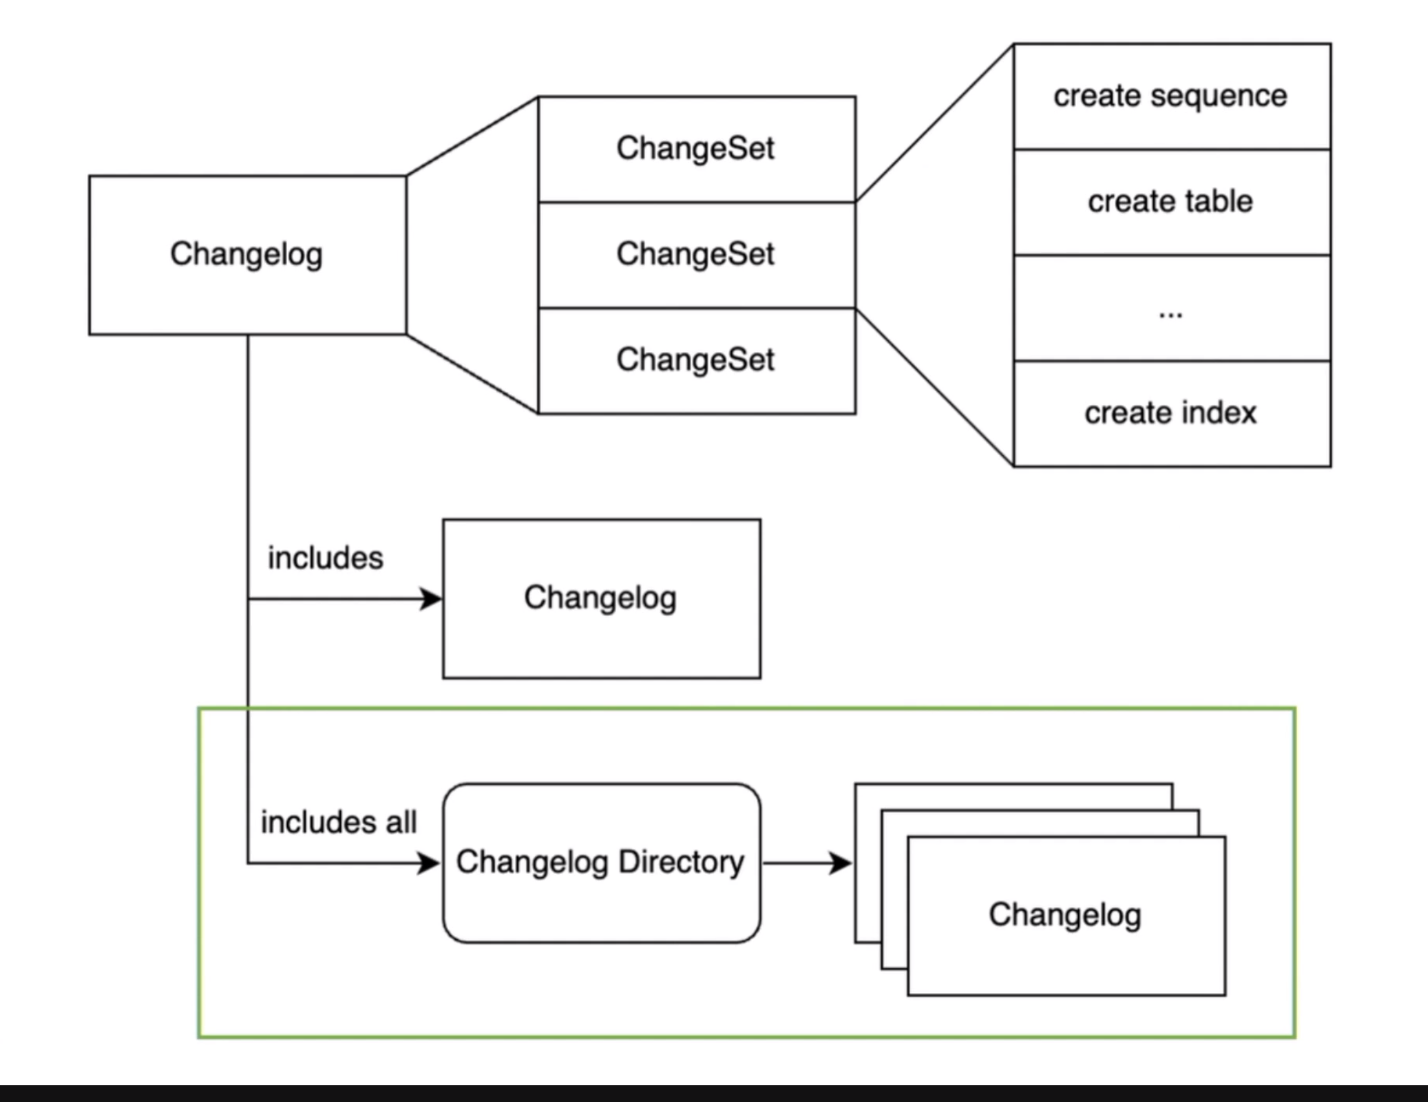 Changelog
ChangeSet
ChangeSet
ChangeSet
create sequence
create table
...
create index
includes
Changelog
includes all
Changelog Directory
Changelog